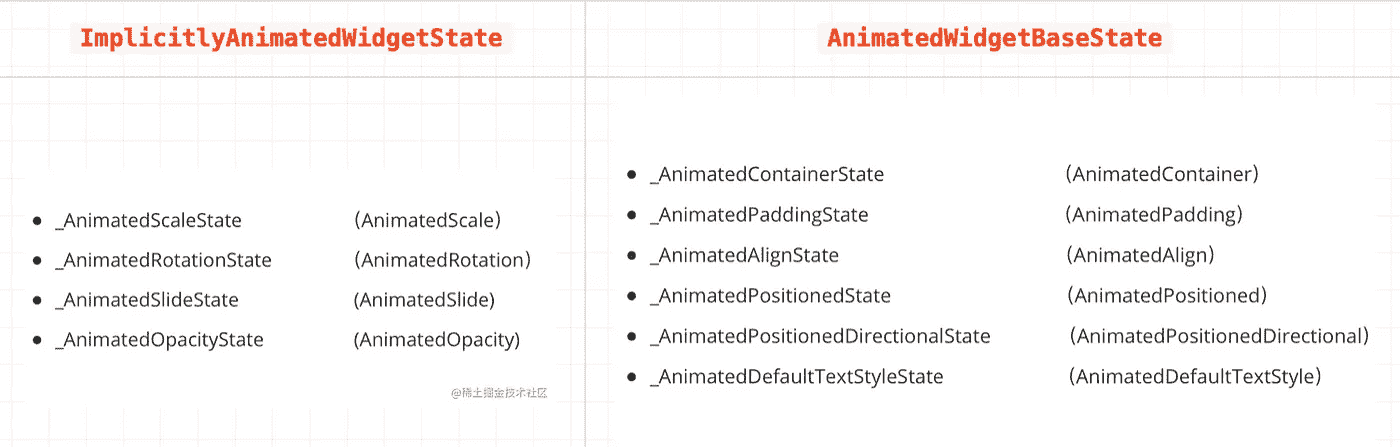 ImplicitlyAnimatedWidgetState
_AnimatedScaleState (AnimatedScale)
_AnimatedRotationState (AnimatedRotation)
_AnimatedSlideState (AnimatedSlide)
_AnimatedOpacityState (AnimatedOpacity)
@稀土掘金技术社区
AnimatedWidgetBaseState
_AnimatedContainerState (AnimatedContainer)
_AnimatedPaddingState (AnimatedPadding)
_AnimatedAlignState (AnimatedAlign)
_AnimatedPositionedState (AnimatedPositioned)
_AnimatedPositionedDirectionalState (AnimatedPositionedDirectional)
_AnimatedDefaultTextStyleState (AnimatedDefaultTextStyle)